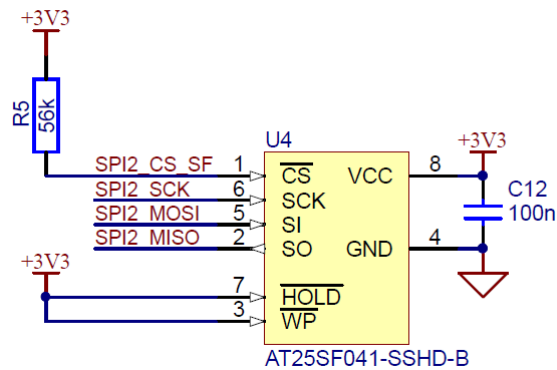 +3V3
R5
56k
U4
+3V3
SPI2_CS_SF 1 CS VCC 8
SPI2_SCK 6 SCK
C12
100n
SPI2_MOSI 5 SI
SPI2_MISO 2 SO GND 4
+3V3
7 HOLD
3 WP
AT25SF041-SSHD-B